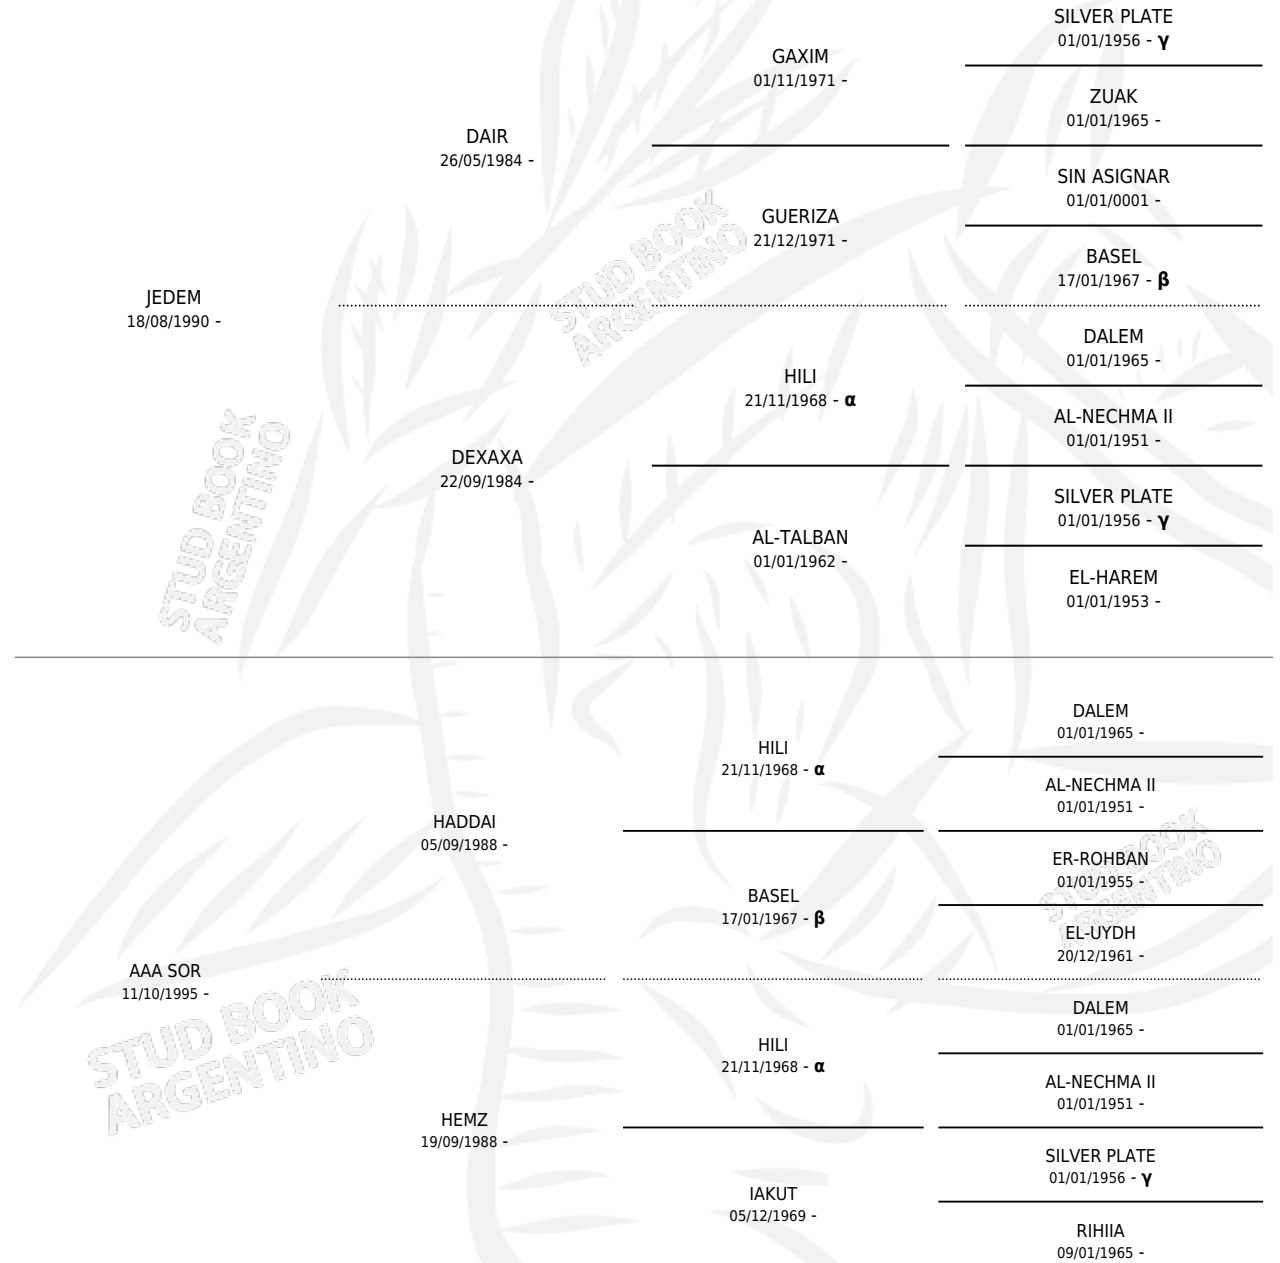 SILVER PLATE
01/01/1956 - γ
GAXIM
01/11/1971 -
ZUAK
01/01/1965 -
DAIR
26/05/1984 -
SIN ASIGNAR
01/01/0001 -
GUERIZA
21/12/1971 -
BASEL
17/01/1967 - β
STUD BOOK
ARGENTINO
JEDEM
18/08/1990 -
DALEM
01/01/1965 -
HILI
21/11/1968 - α
AL-NECHMA II
01/01/1951 -
DEXAXA
22/09/1984 -
SILVER PLATE
01/01/1956 - γ
AL-TALBAN
01/01/1962 -
EL-HAREM
01/01/1953 -
STUD BOOK
ARGENTINO
DALEM
01/01/1965 -
HILI
21/11/1968 - α
AL-NECHMA II
01/01/1951 -
HADDAI
05/09/1988 -
ER-ROHBAN
01/01/1955 -
BASEL
17/01/1967 - β
EL-UYDH
20/12/1961 -
STUD BOOK
ARGENTINO
AAA SOR
11/10/1995 -
DALEM
01/01/1965 -
HILI
21/11/1968 - α
AL-NECHMA II
01/01/1951 -
STUD BOOK
ARGENTINO
HEMZ
19/09/1988 -
SILVER PLATE
01/01/1956 - γ
IAKUT
05/12/1969 -
RIHIIA
09/01/1965 -